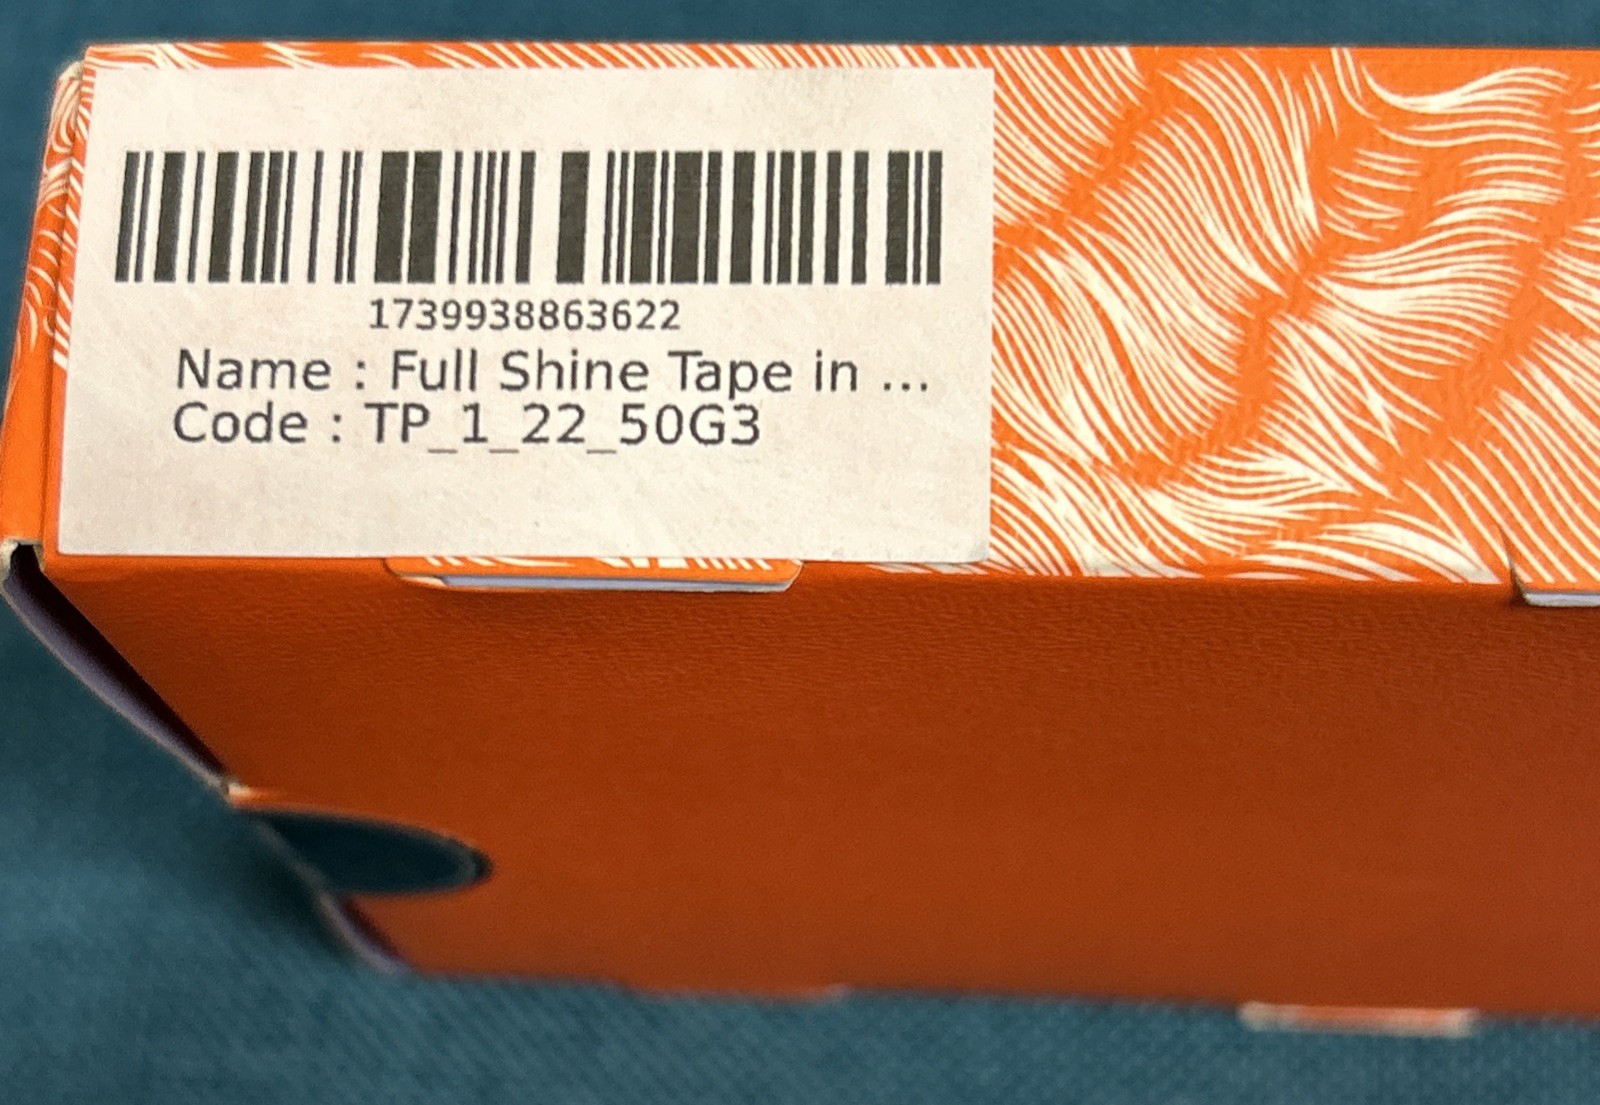 1739938863622
Name : Full Shine Tape in ...
Code : TP_1_22_50G3